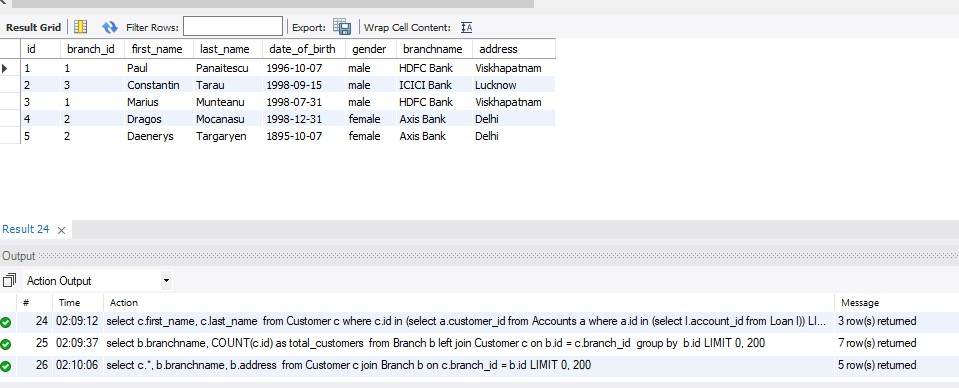 Result Grid Filter Rows: Export: Wrap Cell Content: IA
id branch_id first_name last_name date_of_birth gender branchname address
1 1 Paul Panaitescu 1996-10-07 male HDFC Bank Viskhapatnam
2 3 Constantin Tarau 1998-09-15 male ICICI Bank Lucknow
3 1 Marius Munteanu 1998-07-31 male HDFC Bank Viskhapatnam
4 2 Dragos Mocanasu 1998-12-31 female Axis Bank Delhi
5 2 Daenerys Targaryen 1895-10-07 female Axis Bank Delhi
Result 24
Output
Action Output
# Time Action Message
24 02:09:12 select c.first_name, c.last_name from Customer c where c.id in (select a.customer_id from Accounts a where a.id in (select l.account_id from Loan l)) LI... 3 row(s) returned
25 02:09:37 select b.branchname, COUNT(c.id) as total_customers from Branch b left join Customer c on b.id = c.branch_id group by b.id LIMIT 0, 200 7 row(s) returned
26 02:10:06 select c.*, b.branchname, b.address from Customer c join Branch b on c.branch_id = b.id LIMIT 0, 200 5 row(s) returned